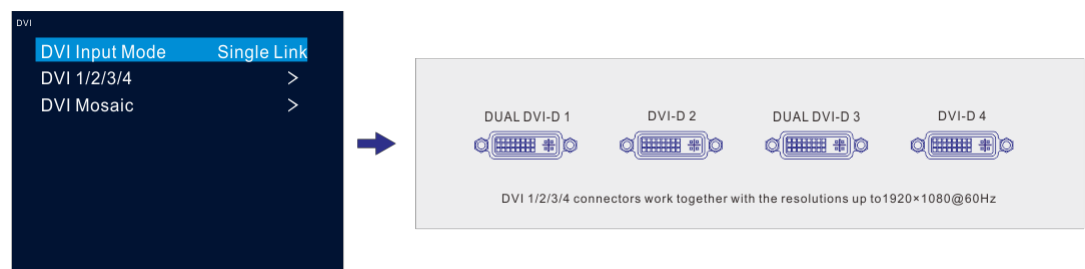 DVI
DVI Input Mode Single Link
DVI 1/2/3/4 >
DVI Mosaic >
DUAL DVI-D 1 DVI-D 2 DUAL DVI-D 3 DVI-D 4
DVI 1/2/3/4 connectors work together with the resolutions up to1920×1080@60Hz